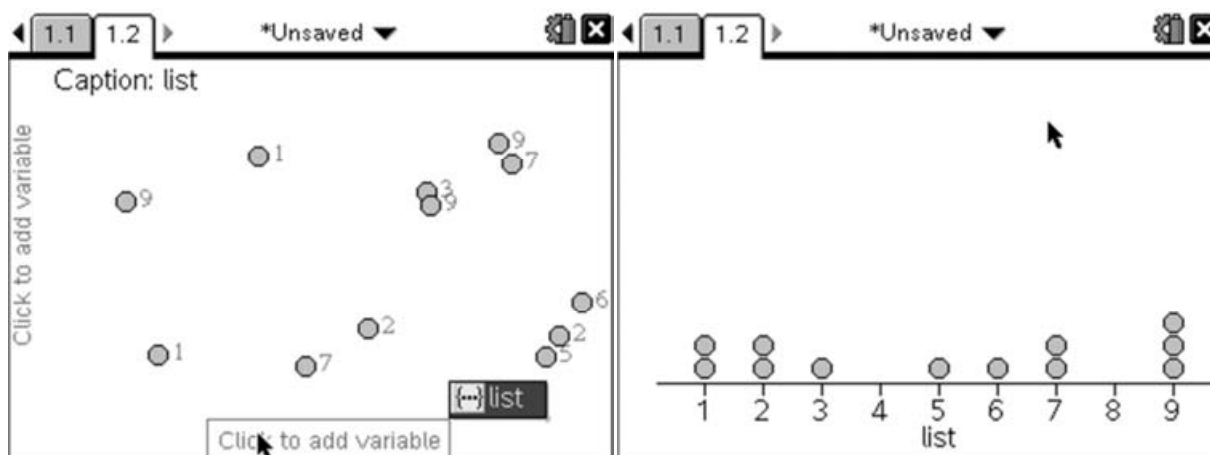 1.1 1.2 *Unsaved
Caption: list
Click to add variable
9
1
7
3
9
9
6
2
2
5
1
7
list
Click to add variable
1.1 1.2 *Unsaved
1 2 3 4 5 6 7 8 9
list